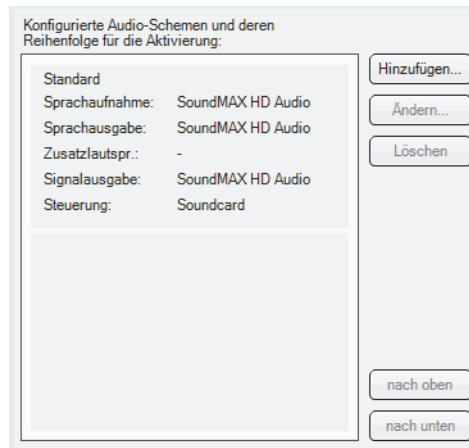 Konfigurierte Audio-Schemen und deren
Reihenfolge für die Aktivierung:
Standard
Sprachaufnahme: SoundMAX HD Audio
Sprachausgabe: SoundMAX HD Audio
Zusatzlautspr.: -
Signalausgabe: SoundMAX HD Audio
Steuerung: Soundcard
Hinzufügen...
Ändern...
Löschen
nach oben
nach unten